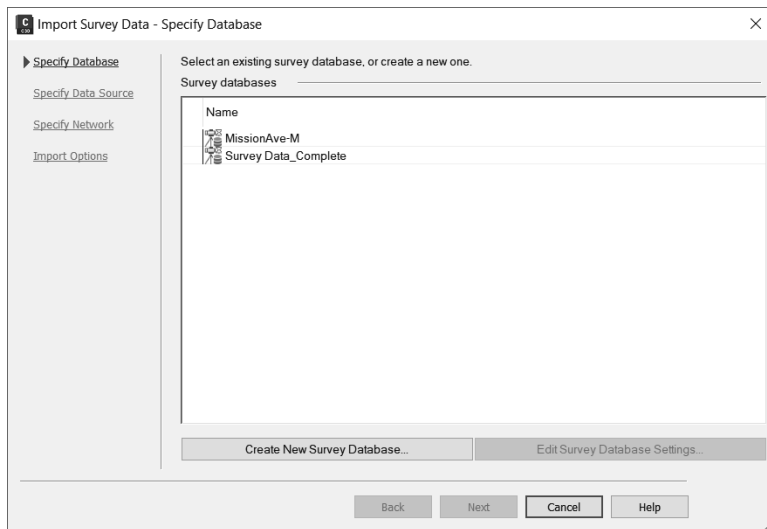 C
C3D
Import Survey Data - Specify Database
Specify Database
Specify Data Source
Specify Network
Import Options
Select an existing survey database, or create a new one.
Survey databases
Name
MissionAve-M
Survey Data_Complete
Create New Survey Database...
Edit Survey Database Settings...
Back
Next
Cancel
Help